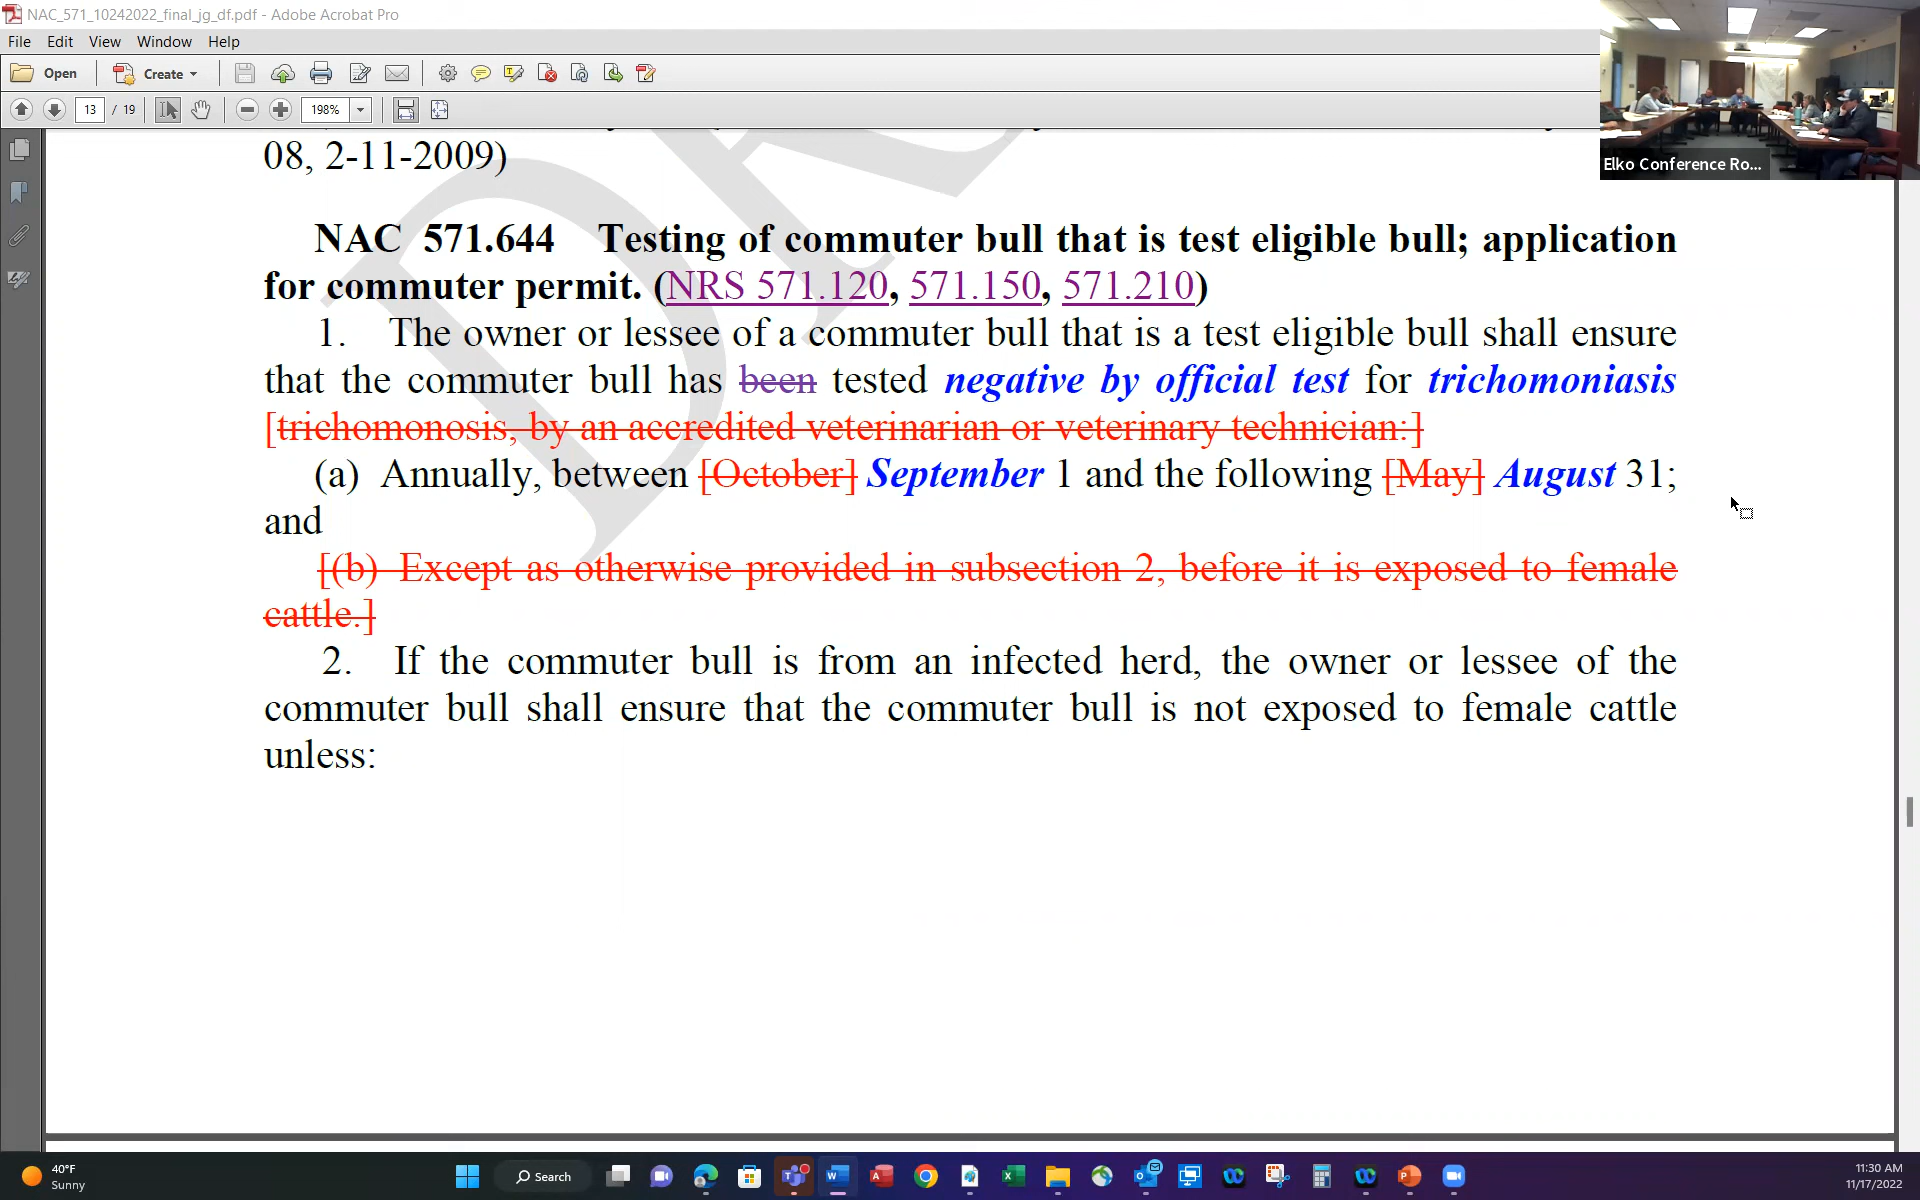 NAC_571_10242022_final_jg_df.pdf - Adobe Acrobat Pro
File Edit View Window Help
Open Create
13 / 19 198%
Elko Conference Ro...
08, 2-11-2009)
NAC 571.644 Testing of commuter bull that is test eligible bull; application
for commuter permit. (NRS 571.120, 571.150, 571.210)
1. The owner or lessee of a commuter bull that is a test eligible bull shall ensure
that the commuter bull has been tested negative by official test for trichomoniasis
[trichomonosis, by an accredited veterinarian or veterinary technician:]
(a) Annually, between [October] September 1 and the following [May] August 31;
and
[(b) Except as otherwise provided in subsection 2, before it is exposed to female
cattle.]
2. If the commuter bull is from an infected herd, the owner or lessee of the
commuter bull shall ensure that the commuter bull is not exposed to female cattle
unless:
40°F
Sunny
Search
11:30 AM
11/17/2022